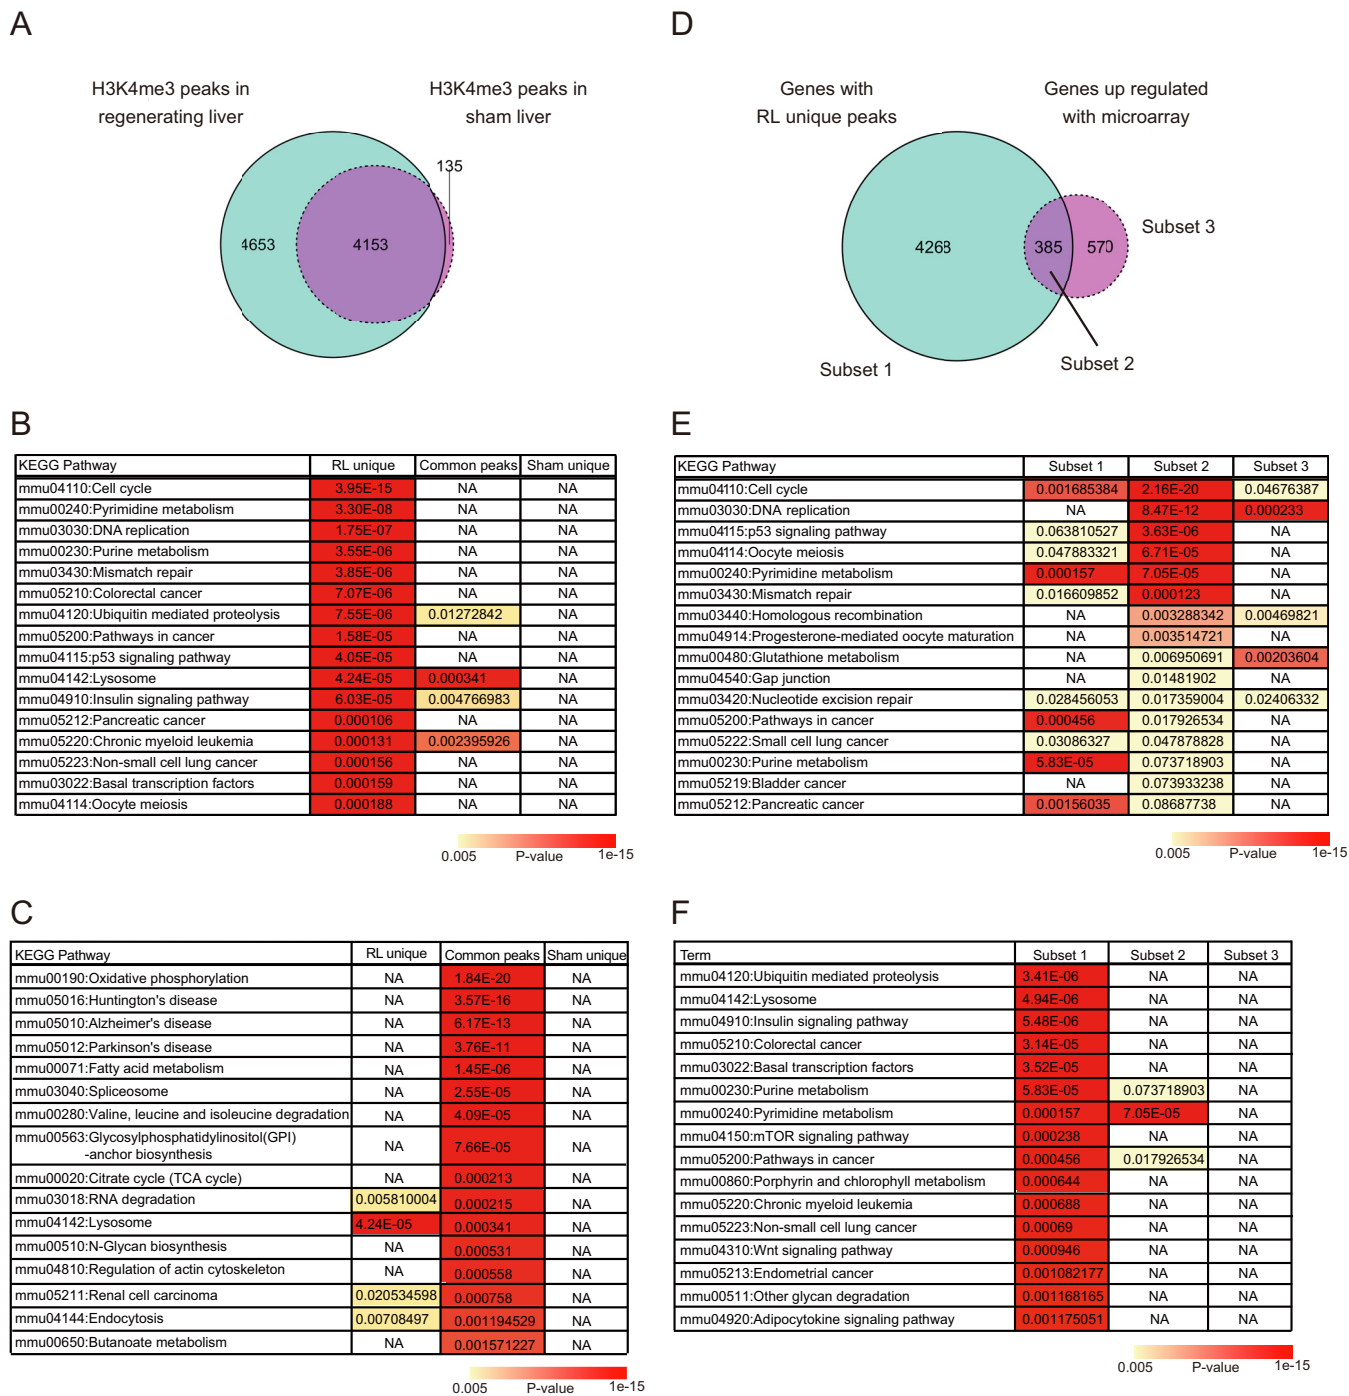 A
H3K4me3 peaks in
regenerating liver
H3K4me3 peaks in
sham liver
135
4653
4153
D
Genes with
RL unique peaks
Genes up regulated
with microarray
4268
385
570
Subset 3
Subset 1
Subset 2
B
KEGG Pathway RL unique Common peaks Sham unique
mmu04110:Cell cycle 3.95E-15 NA NA
mmu00240:Pyrimidine metabolism 3.30E-08 NA NA
mmu03030:DNA replication 1.75E-07 NA NA
mmu00230:Purine metabolism 3.55E-06 NA NA
mmu03430:Mismatch repair 3.85E-06 NA NA
mmu05210:Colorectal cancer 7.07E-06 NA NA
mmu04120:Ubiquitin mediated proteolysis 7.55E-06 0.01272842 NA
mmu05200:Pathways in cancer 1.58E-05 NA NA
mmu04115:p53 signaling pathway 4.05E-05 NA NA
mmu04142:Lysosome 4.24E-05 0.000341 NA
mmu04910:Insulin signaling pathway 6.03E-05 0.004766983 NA
mmu05212:Pancreatic cancer 0.000106 NA NA
mmu05220:Chronic myeloid leukemia 0.000131 0.002395926 NA
mmu05223:Non-small cell lung cancer 0.000156 NA NA
mmu03022:Basal transcription factors 0.000159 NA NA
mmu04114:Oocyte meiosis 0.000188 NA NA
0.005 P-value 1e-15
E
KEGG Pathway Subset 1 Subset 2 Subset 3
mmu04110:Cell cycle 0.001685384 2.16E-20 0.04676387
mmu03030:DNA replication NA 8.47E-12 0.000233
mmu04115:p53 signaling pathway 0.063810527 3.63E-06 NA
mmu04114:Oocyte meiosis 0.047883321 6.71E-05 NA
mmu00240:Pyrimidine metabolism 0.000157 7.05E-05 NA
mmu03430:Mismatch repair 0.016609852 0.000123 NA
mmu03440:Homologous recombination NA 0.003288342 0.00469821
mmu04914:Progesterone-mediated oocyte maturation NA 0.003514721 NA
mmu00480:Glutathione metabolism NA 0.006950691 0.00203604
mmu04540:Gap junction NA 0.01481902 NA
mmu03420:Nucleotide excision repair 0.028456053 0.017359004 0.02406332
mmu05200:Pathways in cancer 0.000456 0.017926534 NA
mmu05222:Small cell lung cancer 0.03086327 0.047878828 NA
mmu00230:Purine metabolism 5.83E-05 0.073718903 NA
mmu05219:Bladder cancer NA 0.073933238 NA
mmu05212:Pancreatic cancer 0.00156035 0.08687738 NA
0.005 P-value 1e-15
C
KEGG Pathway RL unique Common peaks Sham unique
mmu00190:Oxidative phosphorylation NA 1.84E-20 NA
mmu05016:Huntington's disease NA 3.57E-16 NA
mmu05010:Alzheimer's disease NA 6.17E-13 NA
mmu05012:Parkinson's disease NA 3.76E-11 NA
mmu00071:Fatty acid metabolism NA 1.45E-06 NA
mmu03040:Spliceosome NA 2.55E-05 NA
mmu00280:Valine, leucine and isoleucine degradation NA 4.09E-05 NA
mmu00563:Glycosylphosphatidylinositol(GPI)
-anchor biosynthesis NA 7.66E-05 NA
mmu00020:Citrate cycle (TCA cycle) NA 0.000213 NA
mmu03018:RNA degradation 0.005810004 0.000215 NA
mmu04142:Lysosome 4.24E-05 0.000341 NA
mmu00510:N-Glycan biosynthesis NA 0.000531 NA
mmu04810:Regulation of actin cytoskeleton NA 0.000558 NA
mmu05211:Renal cell carcinoma 0.020534598 0.000758 NA
mmu04144:Endocytosis 0.00708497 0.001194529 NA
mmu00650:Butanoate metabolism NA 0.001571227 NA
0.005 P-value 1e-15
F
Term Subset 1 Subset 2 Subset 3
mmu04120:Ubiquitin mediated proteolysis 3.41E-06 NA NA
mmu04142:Lysosome 4.94E-06 NA NA
mmu04910:Insulin signaling pathway 5.48E-06 NA NA
mmu05210:Colorectal cancer 3.14E-05 NA NA
mmu03022:Basal transcription factors 3.52E-05 NA NA
mmu00230:Purine metabolism 5.83E-05 0.073718903 NA
mmu00240:Pyrimidine metabolism 0.000157 7.05E-05 NA
mmu04150:mTOR signaling pathway 0.000238 NA NA
mmu05200:Pathways in cancer 0.000456 0.017926534 NA
mmu00860:Porphyrin and chlorophyll metabolism 0.000644 NA NA
mmu05220:Chronic myeloid leukemia 0.000688 NA NA
mmu05223:Non-small cell lung cancer 0.00069 NA NA
mmu04310:Wnt signaling pathway 0.000946 NA NA
mmu05213:Endometrial cancer 0.001082177 NA NA
mmu00511:Other glycan degradation 0.001168165 NA NA
mmu04920:Adipocytokine signaling pathway 0.001175051 NA NA
0.005 P-value 1e-15